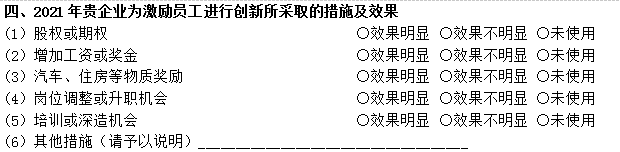 四、2021年贵企业为激励员工进行创新所采取的措施及效果
(1) 股权或期权 ○效果明显 ○效果不明显 ○未使用
(2) 增加工资或奖金 ○效果明显 ○效果不明显 ○未使用
(3) 汽车、住房等物质奖励 ○效果明显 ○效果不明显 ○未使用
(4) 岗位调整或升职机会 ○效果明显 ○效果不明显 ○未使用
(5) 培训或深造机会 ○效果明显 ○效果不明显 ○未使用
(6) 其他措施（请予以说明）______________________________